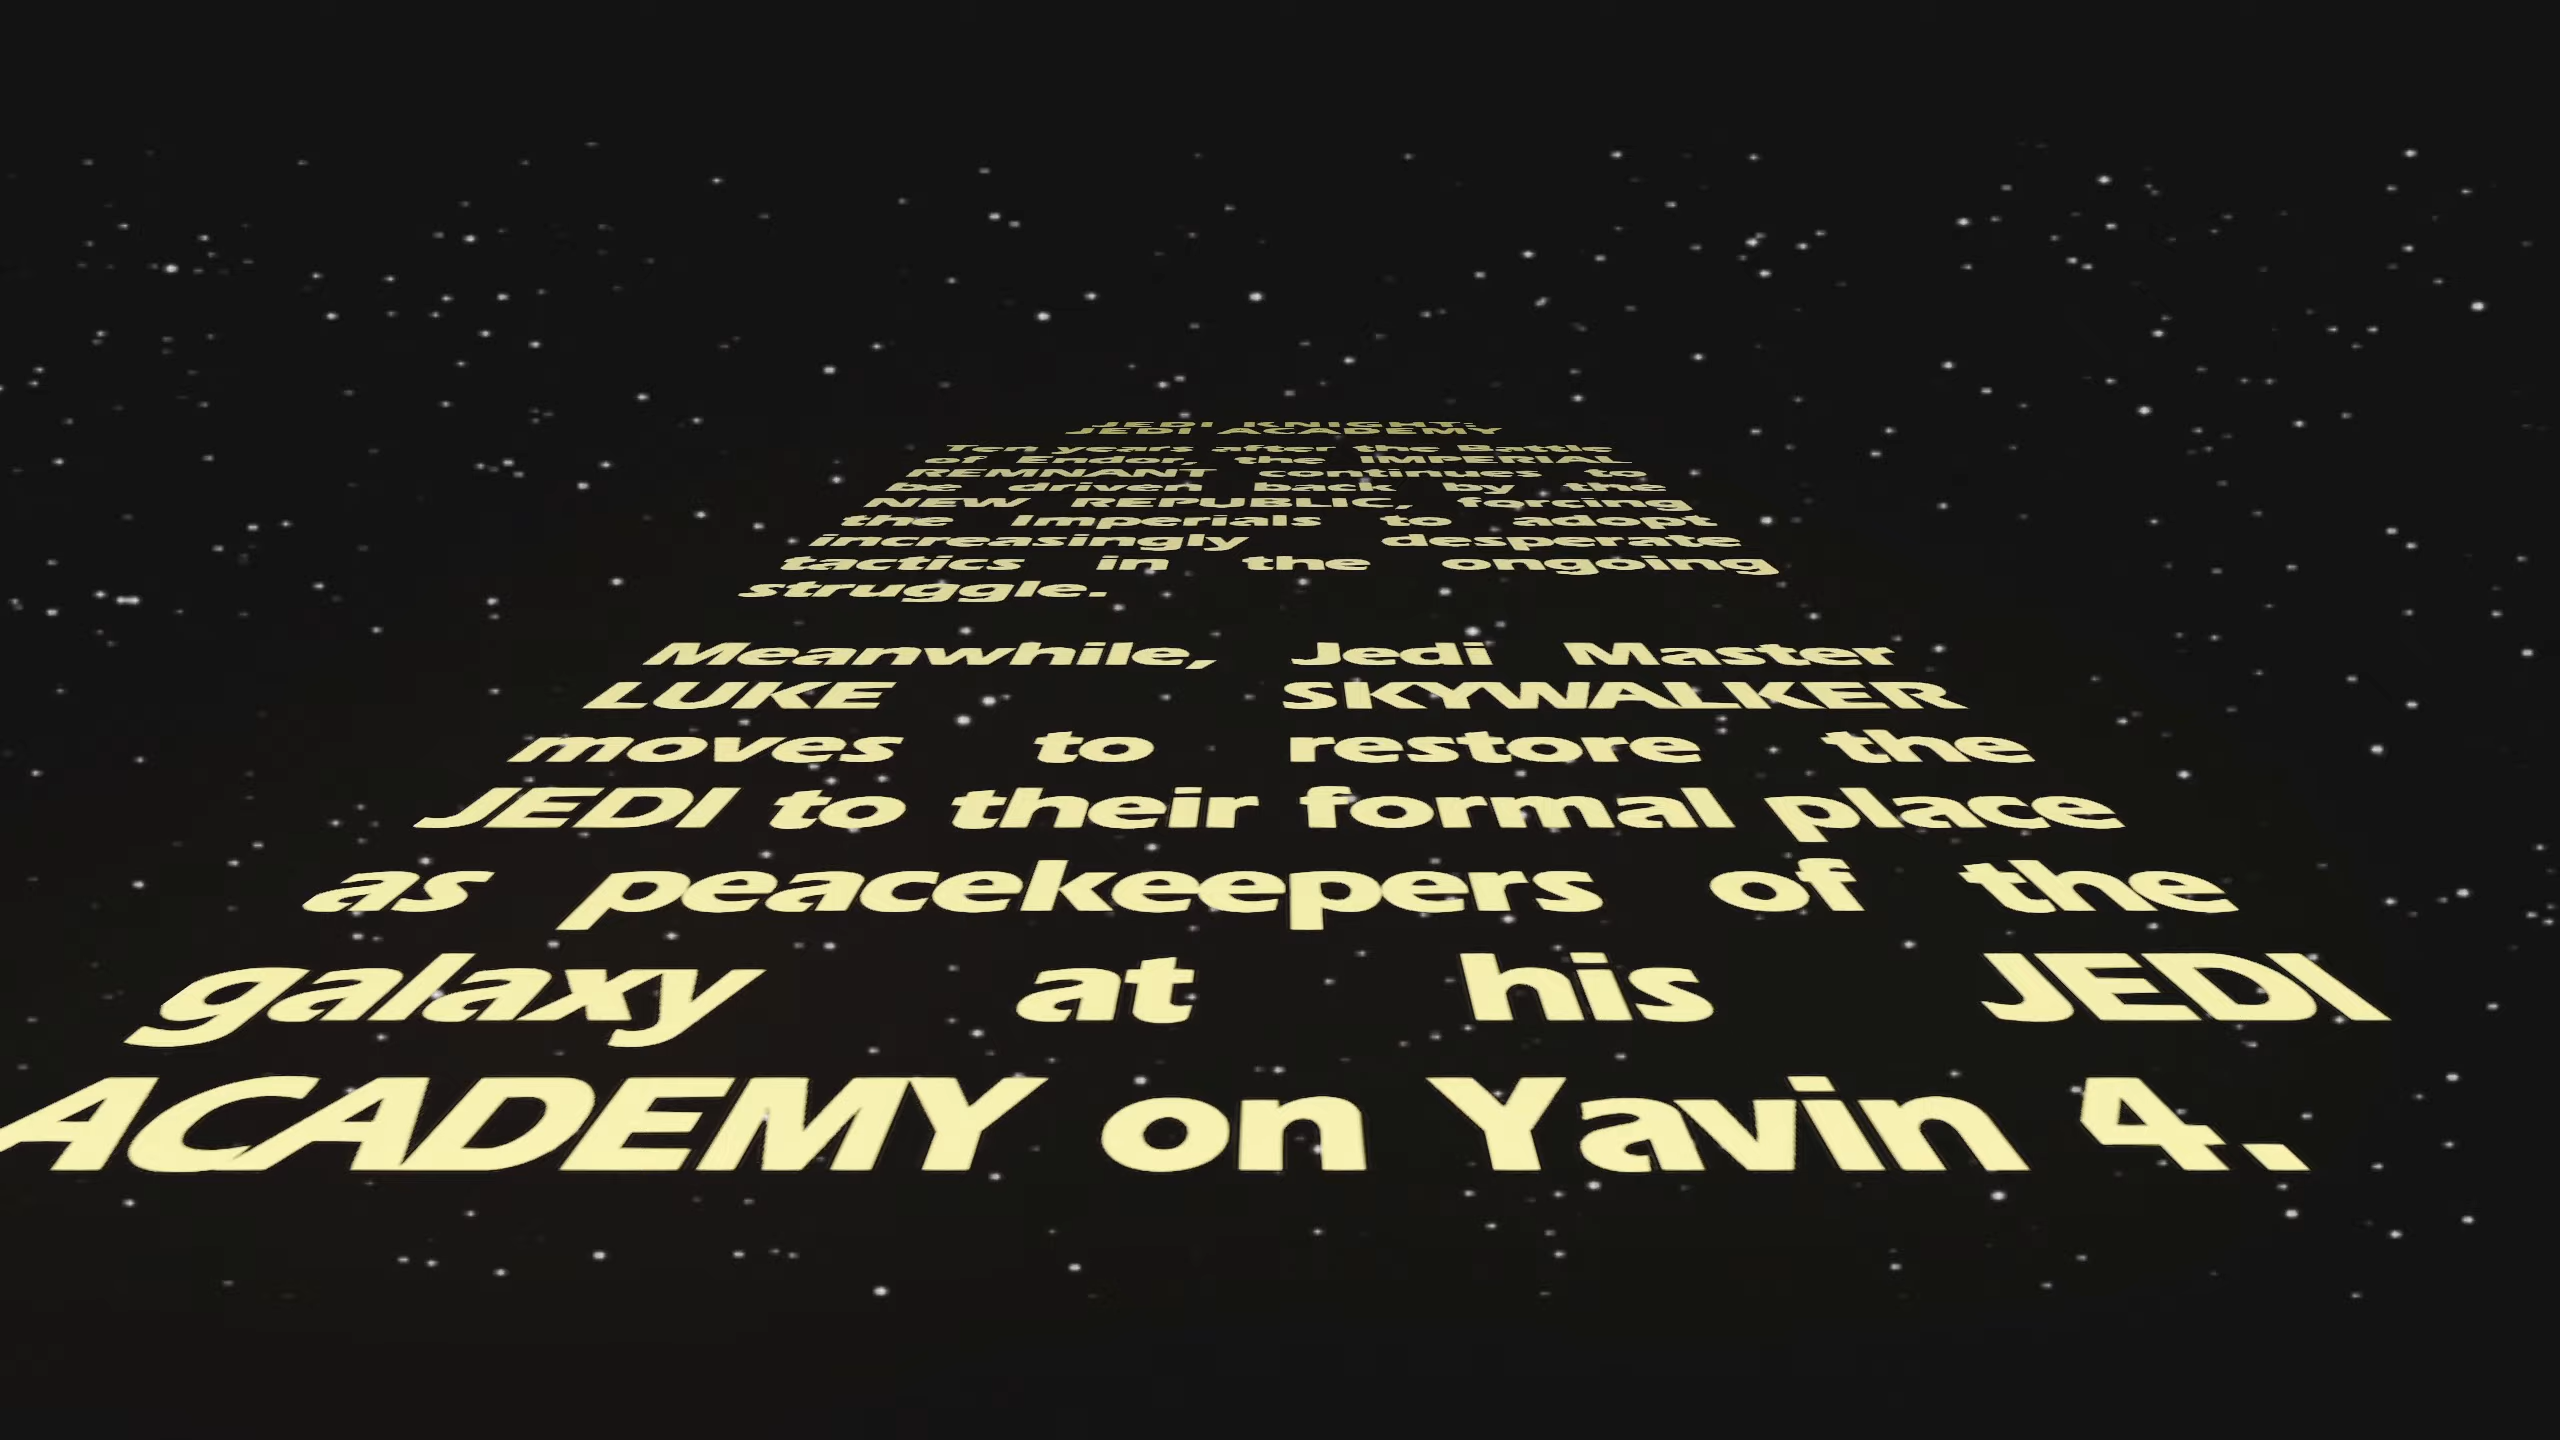 JEDI KNIGHT:
JEDI ACADEMY
Ten years after the Battle
of Endor, the IMPERIAL
REMNANT continues to
be driven back by the
NEW REPUBLIC, forcing
the Imperials to adopt
increasingly desperate
tactics in the ongoing
struggle.
Meanwhile, Jedi Master
LUKE SKYWALKER
moves to restore the
JEDI to their formal place
as peacekeepers of the
galaxy at his JEDI
ACADEMY on Yavin 4.